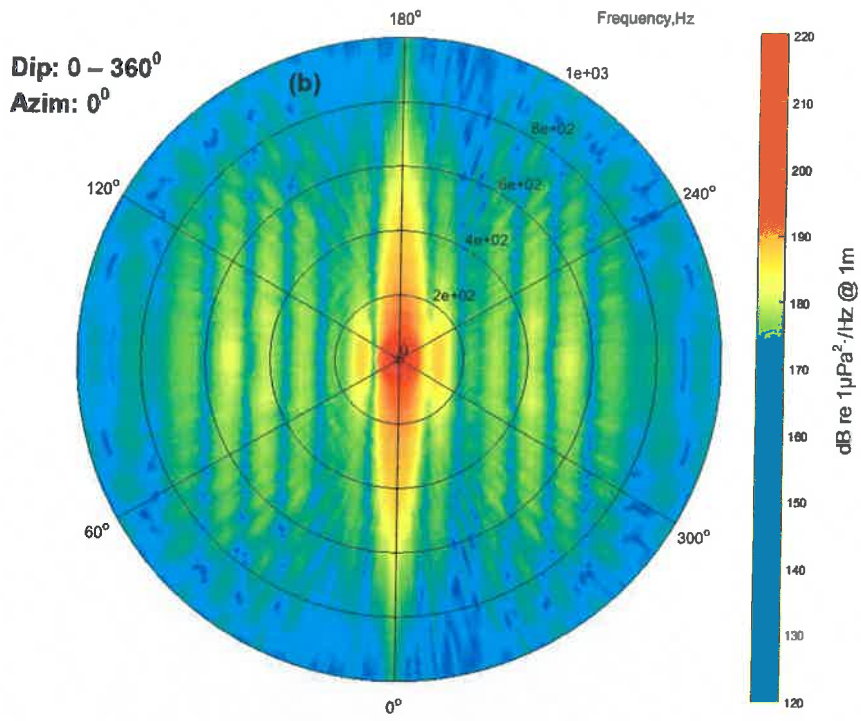 180°
Frequency,Hz
Dip: 0 – 360⁰
Azim: 0⁰
(b)
1e+03
8e+02
6e+02
4e+02
2e+02
0
120°
240°
60°
300°
0°
220
210
200
190
180
170
160
150
140
130
120
dB re 1µPa²·/Hz @ 1m